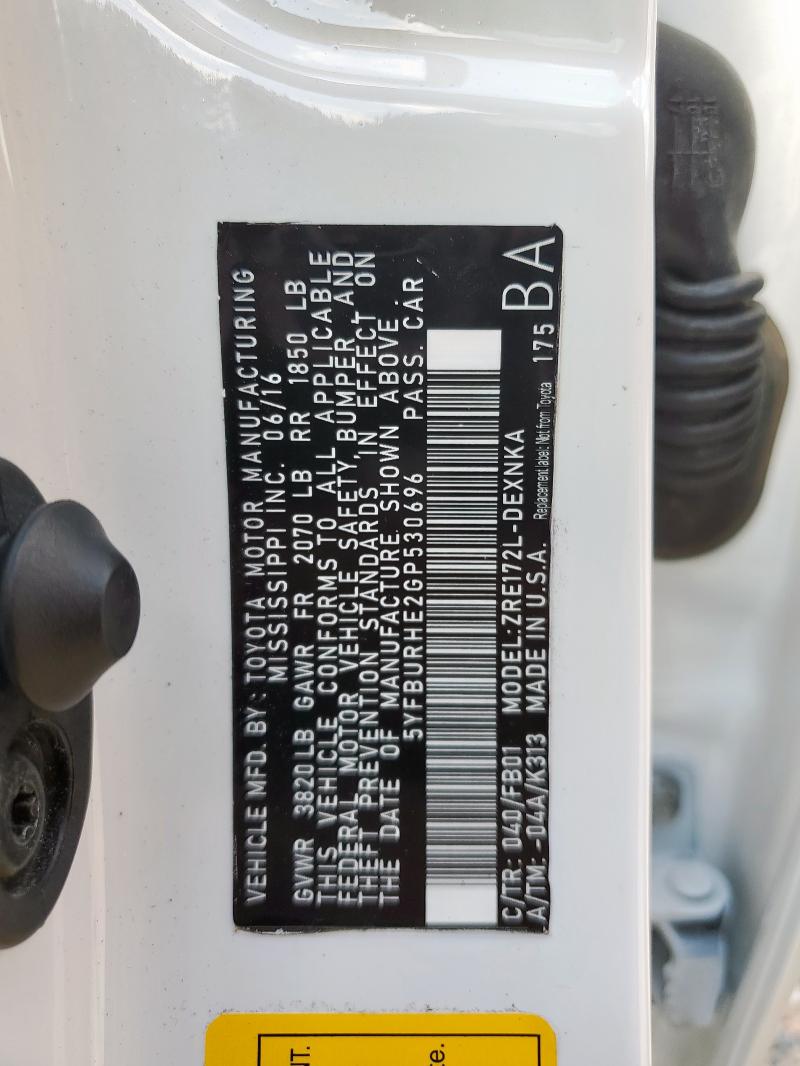 VEHICLE MFD. BY: TOYOTA MOTOR MANUFACTURING
MISSISSIPPI INC. 06/16
GVWR 3820LB GAWR FR 2070 LB RR 1850 LB
THIS VEHICLE CONFORMS TO ALL APPLICABLE
FEDERAL MOTOR VEHICLE SAFETY, BUMPER AND
THEFT PREVENTION STANDARDS IN EFFECT ON
THE DATE OF MANUFACTURE SHOWN ABOVE.
5YFBURHE2GP530696 PASS. CAR
C/TR: 040/FB01 MODEL:ZRE172L-DEXNKA
A/TM: -04A/K313 MADE IN U.S.A. Replacement label: Not from Toyota 175 BA
NT.
ce.